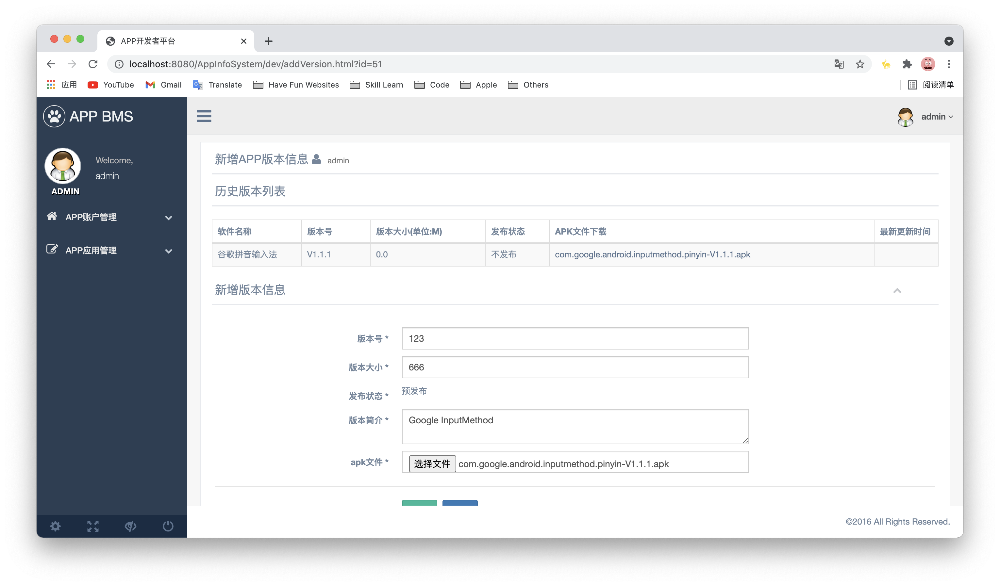 APP开发者平台
localhost:8080/AppInfoSystem/dev/addVersion.html?id=51
应用 YouTube Gmail Translate Have Fun Websites Skill Learn Code Apple Others 阅读清单
APP BMS
admin
Welcome,
admin
ADMIN
APP账户管理
APP应用管理
新增APP版本信息 admin
历史版本列表
软件名称 版本号 版本大小(单位:M) 发布状态 APK文件下载 最新更新时间
谷歌拼音输入法 V1.1.1 0.0 不发布 com.google.android.inputmethod.pinyin-V1.1.1.apk
新增版本信息
版本号 * 123
版本大小 * 666
发布状态 * 预发布
版本简介 * Google InputMethod
apk文件 * 选择文件 com.google.android.inputmethod.pinyin-V1.1.1.apk
©2016 All Rights Reserved.